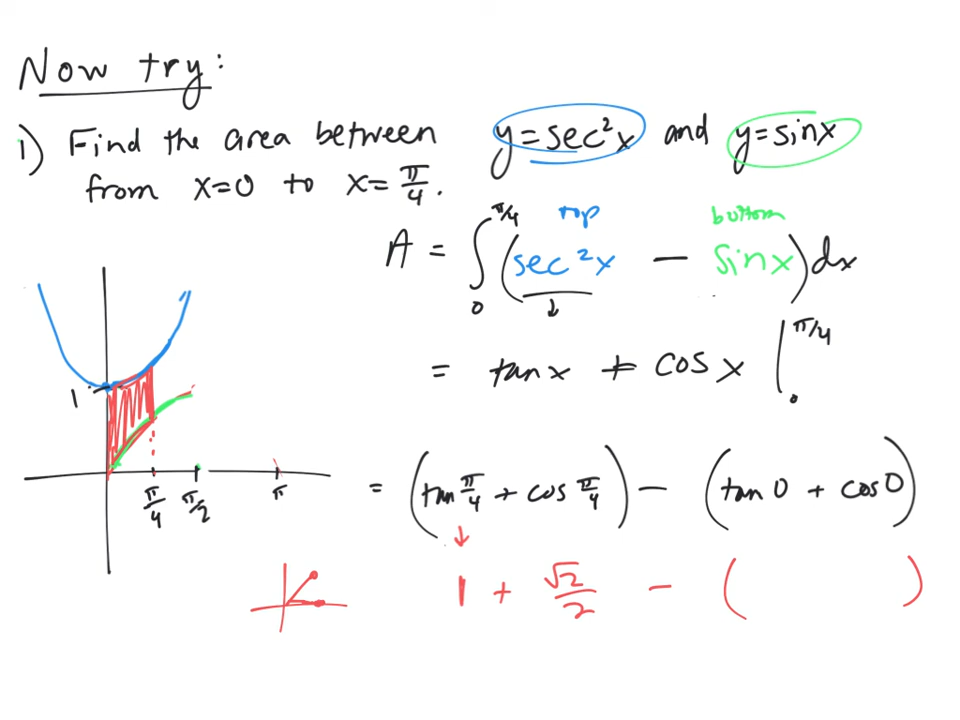 Now try:
1) Find the area between y = sec²x and y = sinx
from x=0 to x= π/4.
top bottom
A = ∫₀^π/4 (sec²x − sinx) dx
↓
= tanx + cosx |₀^π/4
1
π/4 π/2 π
= (tan π/4 + cos π/4) − (tan 0 + cos 0)
↓
1 + √2/2 − ( )